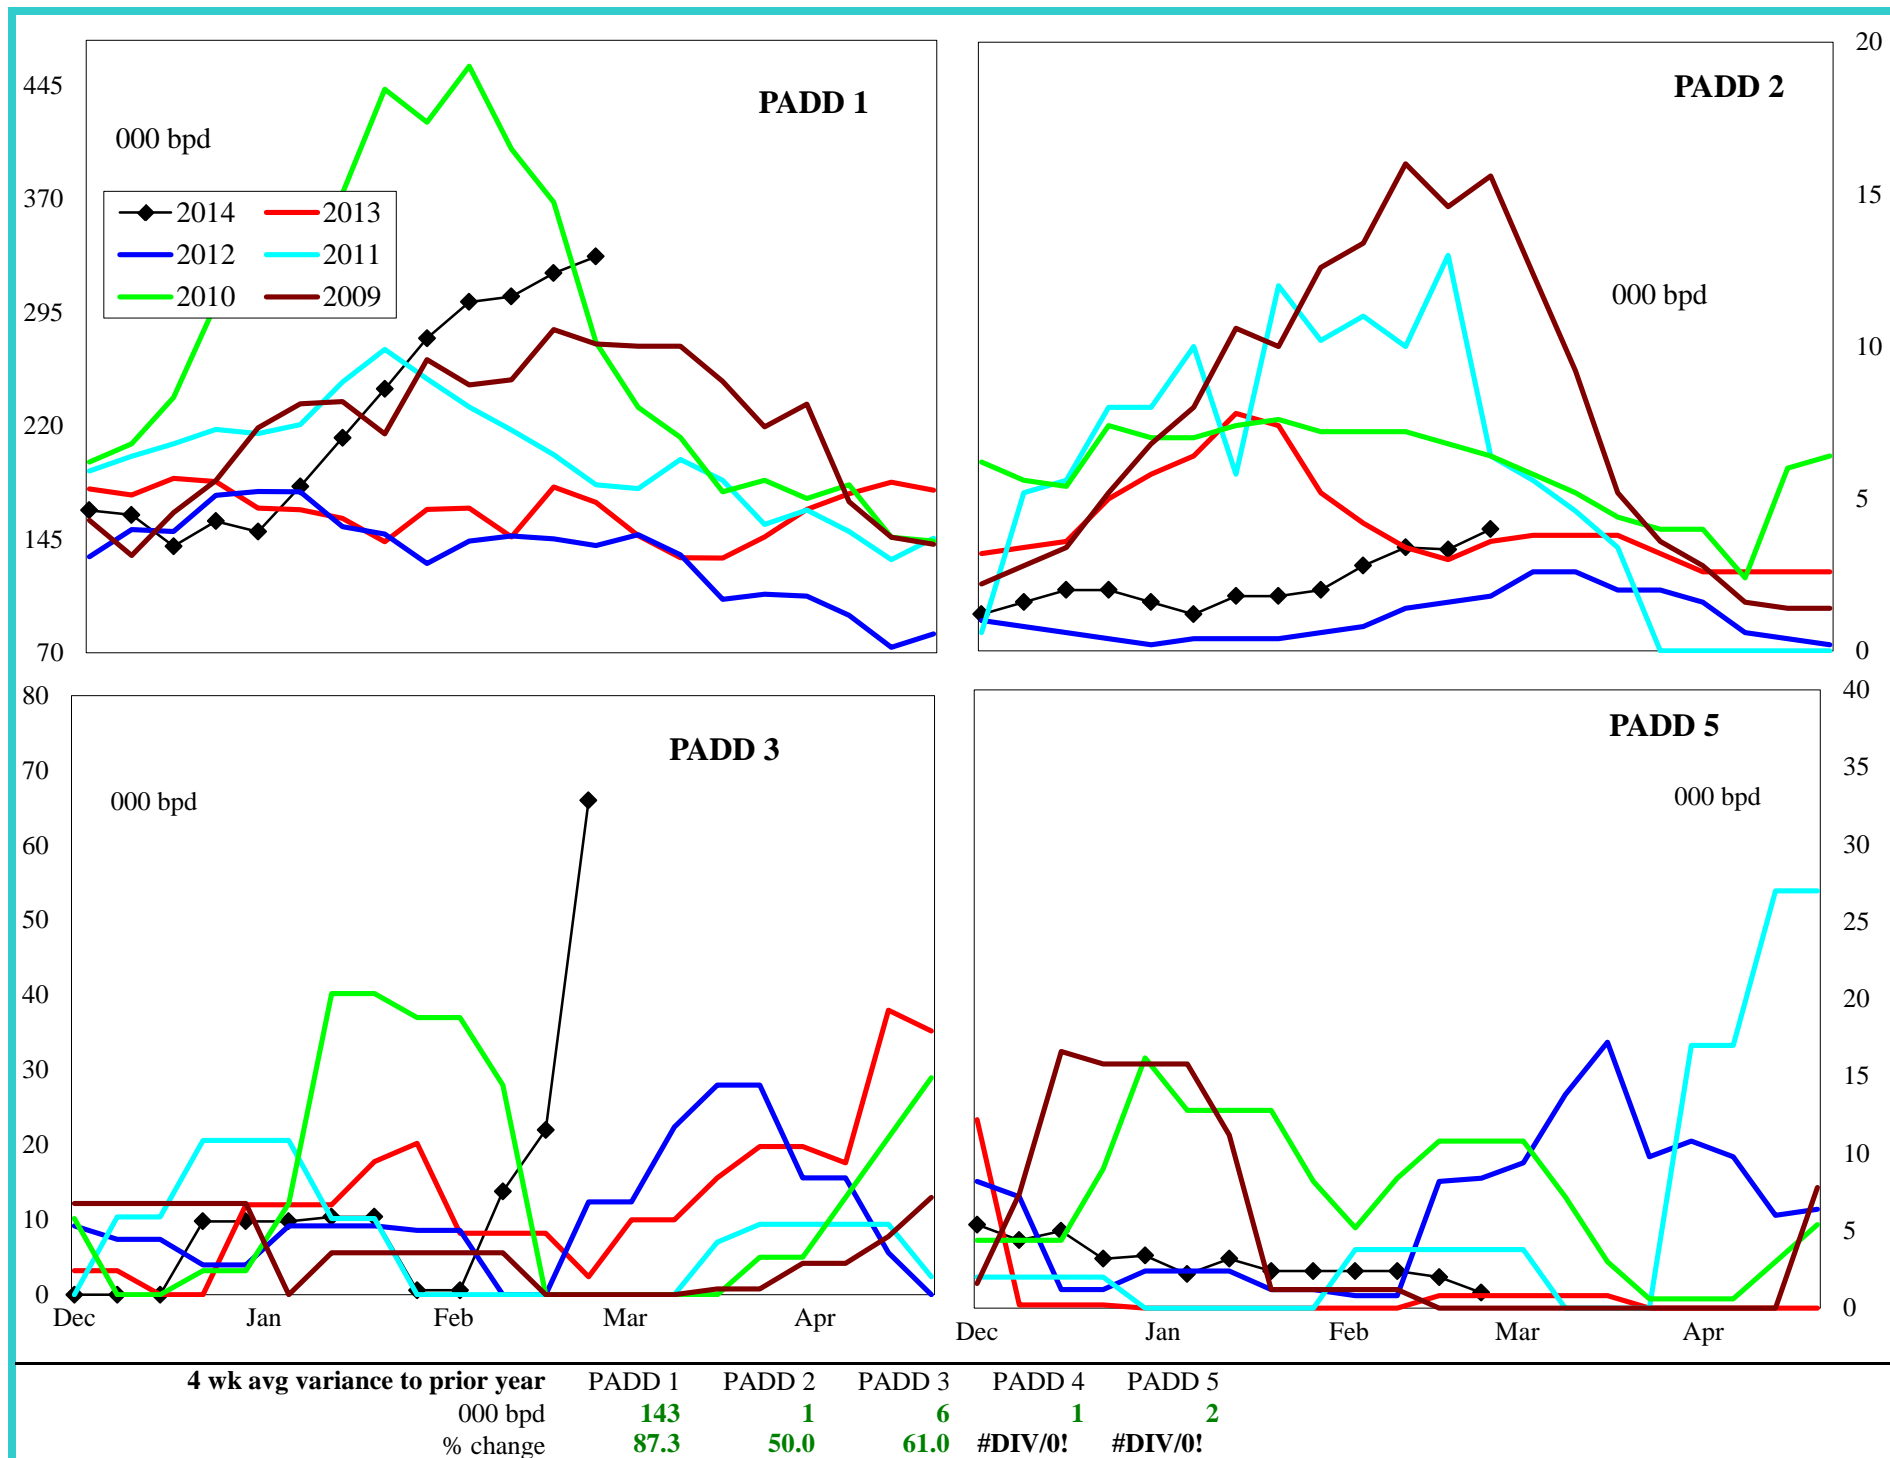 PADD 1
000 bpd
445
370
295
220
145
70
2014 2013
2012 2011
2010 2009
PADD 2
000 bpd
20
15
10
5
0
PADD 3
000 bpd
80
70
60
50
40
30
20
10
0
Dec Jan Feb Mar Apr
PADD 5
000 bpd
40
35
30
25
20
15
10
5
0
Dec Jan Feb Mar Apr
4 wk avg variance to prior year PADD 1 PADD 2 PADD 3 PADD 4 PADD 5
000 bpd 143 1 6 1 2
% change 87.3 50.0 61.0 #DIV/0! #DIV/0!